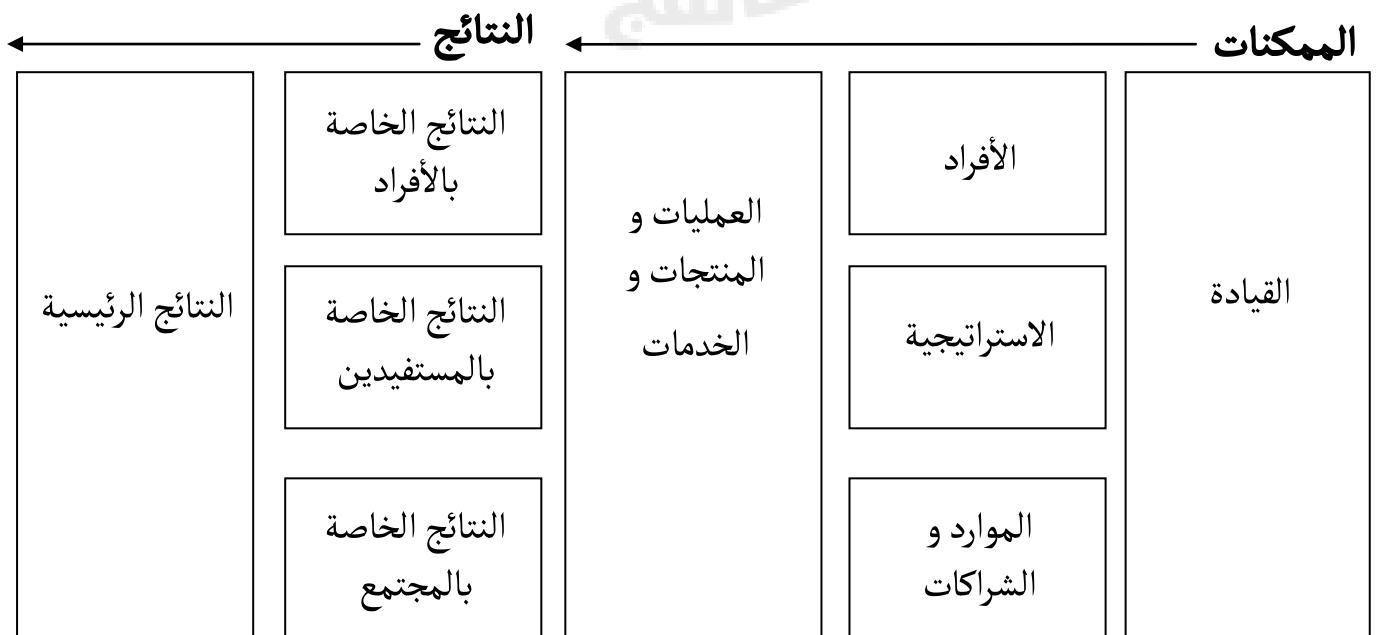 الممكنات
النتائج
القيادة
الأفراد
الاستراتيجية
الموارد و
الشراكات
العمليات و
المنتجات و
الخدمات
النتائج الخاصة
بالأفراد
النتائج الخاصة
بالمستفيدين
النتائج الخاصة
بالمجتمع
النتائج الرئيسية